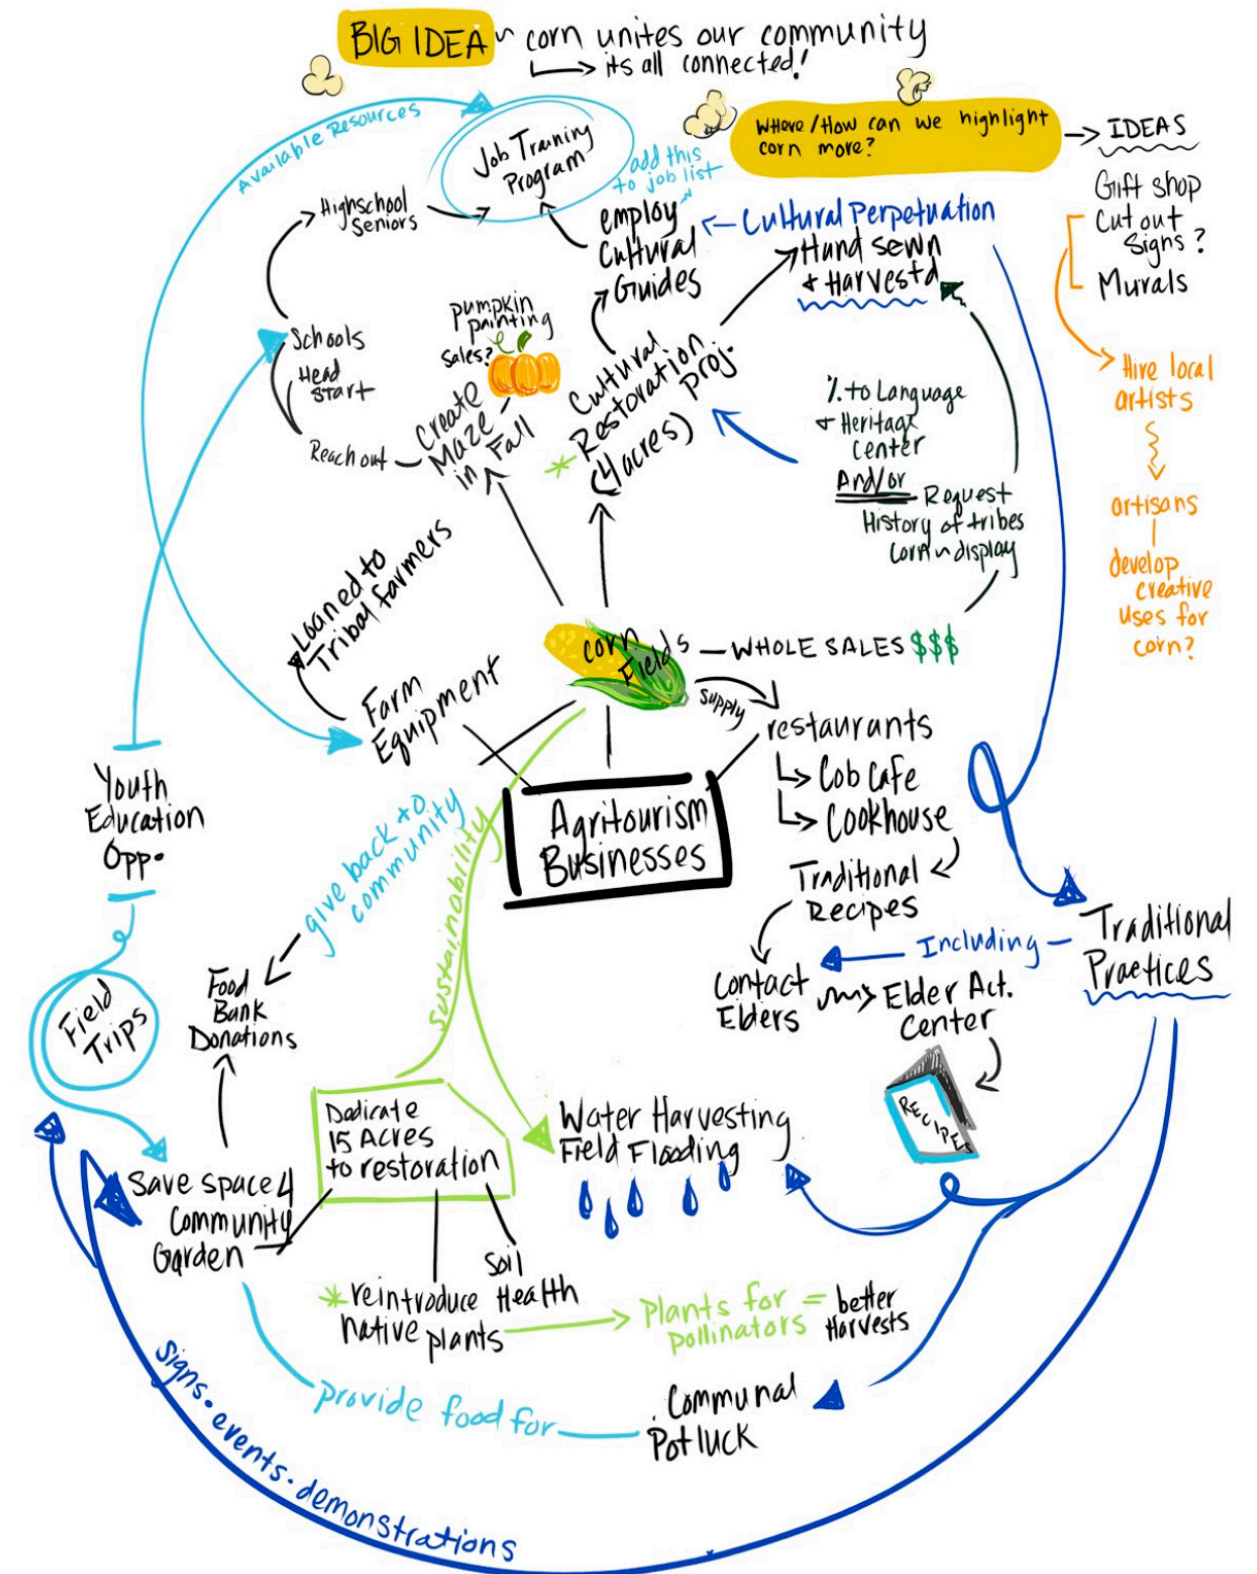 BIG IDEA ~ corn unites our community
its all connected!
Available Resources
Job Training
Program
add this
to job list
Where/How can we highlight
corn more?
IDEAS
Gift shop
Cut out
Signs?
Murals
Hire local
artists
artisans
develop
creative
uses for
corn?
Highschool
Seniors
employ
Cultural
Guides
Cultural Perpetuation
Hand sewn
+ Harvestd
pumpkin
painting
sales?
Schools
Head
start
Reach out
Create
Maze
in Fall
* Cultural
Restoration
proj.
(4 acres)
% to Language
+ Heritage
Center
And/or
Request
History of tribes
Corn n display
Loaned to
Tribal farmers
Farm
Equipment
corn
Fields
WHOLE SALES $$$
supply
restaurants
Cob Cafe
Cookhouse
Traditional
Recipes
Agritourism
Businesses
Youth
Education
Opp.
give back to
community
Sustainability
Contact
Elders
Including
Elder Act.
Center
Traditional
Practices
RECIPES
Food
Bank
Donations
Field
Trips
Dedicate
15 Acres
to restoration
Water Harvesting
Field Flooding
Save space 4
Community
Garden
Soil
Health
* reintroduce
native plants
Plants for
pollinators
= better
Harvests
provide food for
Communal
Potluck
Signs · events · demonstrations